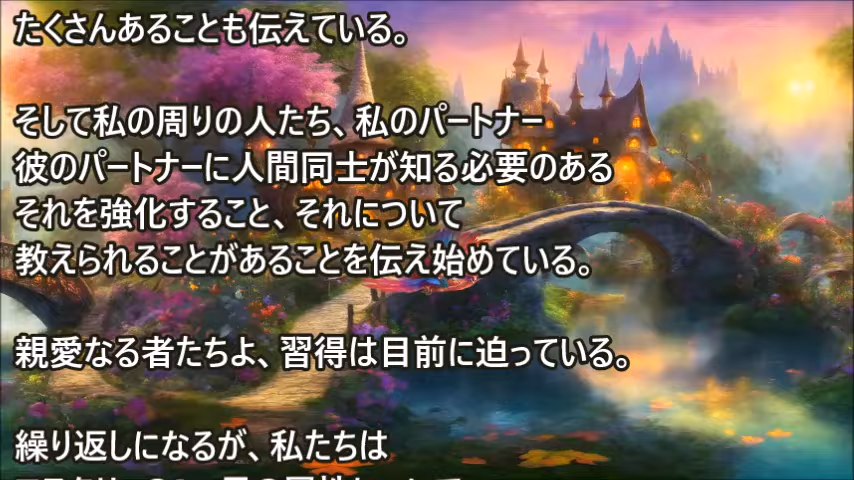 たくさんあることも伝えている。
そして私の周りの人たち、私のパートナー
彼のパートナーに人間同士が知る必要のある
それを強化すること、それについて
教えられることがあることを伝え始めている。
親愛なる者たちよ、習得は目前に迫っている。
繰り返しになるが、私たちは